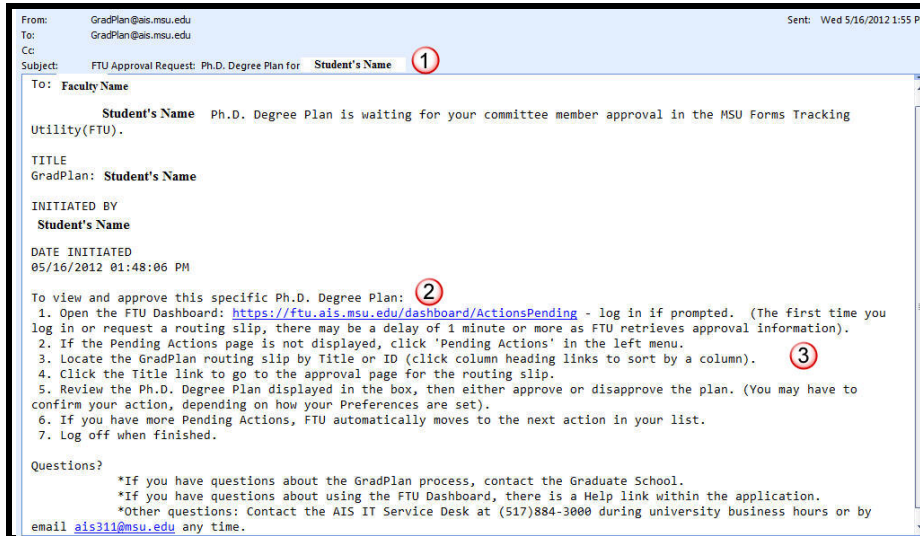 From: GradPlan@ais.msu.edu Sent: Wed 5/16/2012 1:55 P
To: GradPlan@ais.msu.edu
Cc:
Subject: FTU Approval Request: Ph.D. Degree Plan for Student's Name 1
To: Faculty Name
Student's Name Ph.D. Degree Plan is waiting for your committee member approval in the MSU Forms Tracking
Utility(FTU).
TITLE
GradPlan: Student's Name
INITIATED BY
Student's Name
DATE INITIATED
05/16/2012 01:48:06 PM
To view and approve this specific Ph.D. Degree Plan: 2
1. Open the FTU Dashboard: https://ftu.ais.msu.edu/dashboard/ActionsPending - log in if prompted. (The first time you
log in or request a routing slip, there may be a delay of 1 minute or more as FTU retrieves approval information).
2. If the Pending Actions page is not displayed, click 'Pending Actions' in the left menu.
3. Locate the GradPlan routing slip by Title or ID (click column heading links to sort by a column). 3
4. Click the Title link to go to the approval page for the routing slip.
5. Review the Ph.D. Degree Plan displayed in the box, then either approve or disapprove the plan. (You may have to
confirm your action, depending on how your Preferences are set).
6. If you have more Pending Actions, FTU automatically moves to the next action in your list.
7. Log off when finished.
Questions?
*If you have questions about the GradPlan process, contact the Graduate School.
*If you have questions about using the FTU Dashboard, there is a Help link within the application.
*Other questions: Contact the AIS IT Service Desk at (517)884-3000 during university business hours or by
email ais311@msu.edu any time.